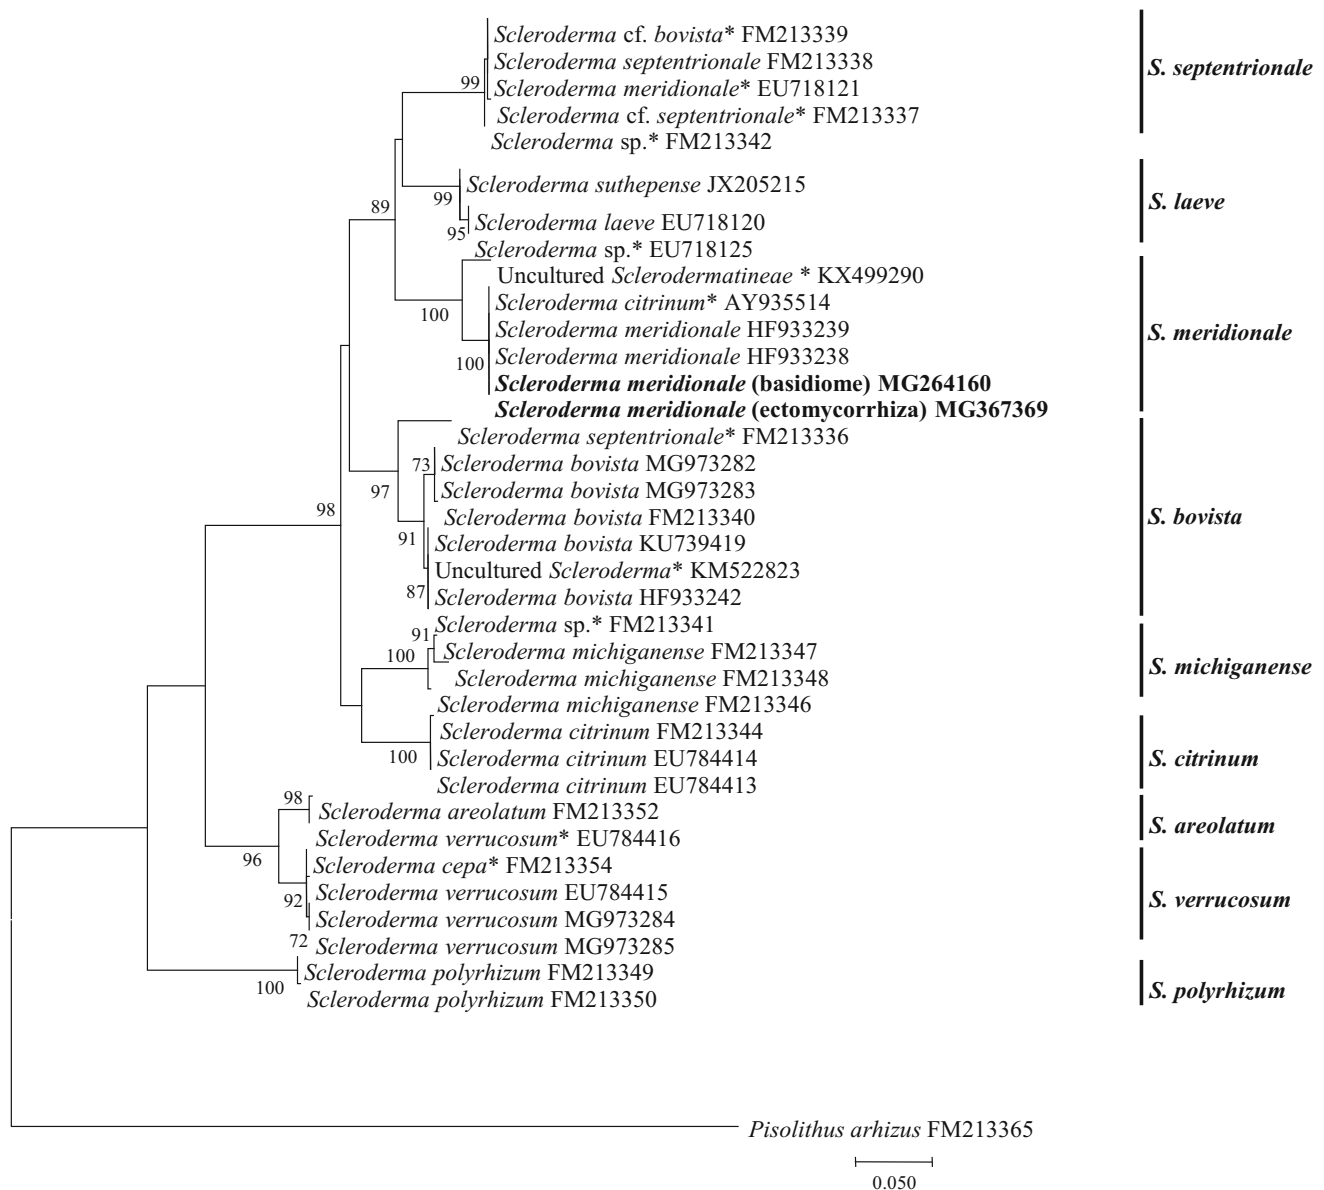 Scleroderma cf. bovista* FM213339
Scleroderma septentrionale FM213338
99
Scleroderma meridionale* EU718121
Scleroderma cf. septentrionale* FM213337
Scleroderma sp.* FM213342
S. septentrionale
Scleroderma suthepense JX205215
99
Scleroderma laeve EU718120
95
Scleroderma sp.* EU718125
S. laeve
89
Uncultured Sclerodermatineae * KX499290
Scleroderma citrinum* AY935514
100
Scleroderma meridionale HF933239
Scleroderma meridionale HF933238
100
Scleroderma meridionale (basidiome) MG264160
Scleroderma meridionale (ectomycorrhiza) MG367369
S. meridionale
Scleroderma septentrionale* FM213336
73
Scleroderma bovista MG973282
97
Scleroderma bovista MG973283
98
Scleroderma bovista FM213340
91
Scleroderma bovista KU739419
Uncultured Scleroderma* KM522823
87
Scleroderma bovista HF933242
S. bovista
Scleroderma sp.* FM213341
91
100
Scleroderma michiganense FM213347
Scleroderma michiganense FM213348
Scleroderma michiganense FM213346
S. michiganense
Scleroderma citrinum FM213344
100
Scleroderma citrinum EU784414
Scleroderma citrinum EU784413
S. citrinum
98
Scleroderma areolatum FM213352
Scleroderma verrucosum* EU784416
S. areolatum
96
Scleroderma cepa* FM213354
92
Scleroderma verrucosum EU784415
Scleroderma verrucosum MG973284
72
Scleroderma verrucosum MG973285
S. verrucosum
100
Scleroderma polyrhizum FM213349
Scleroderma polyrhizum FM213350
S. polyrhizum
Pisolithus arhizus FM213365
0.050